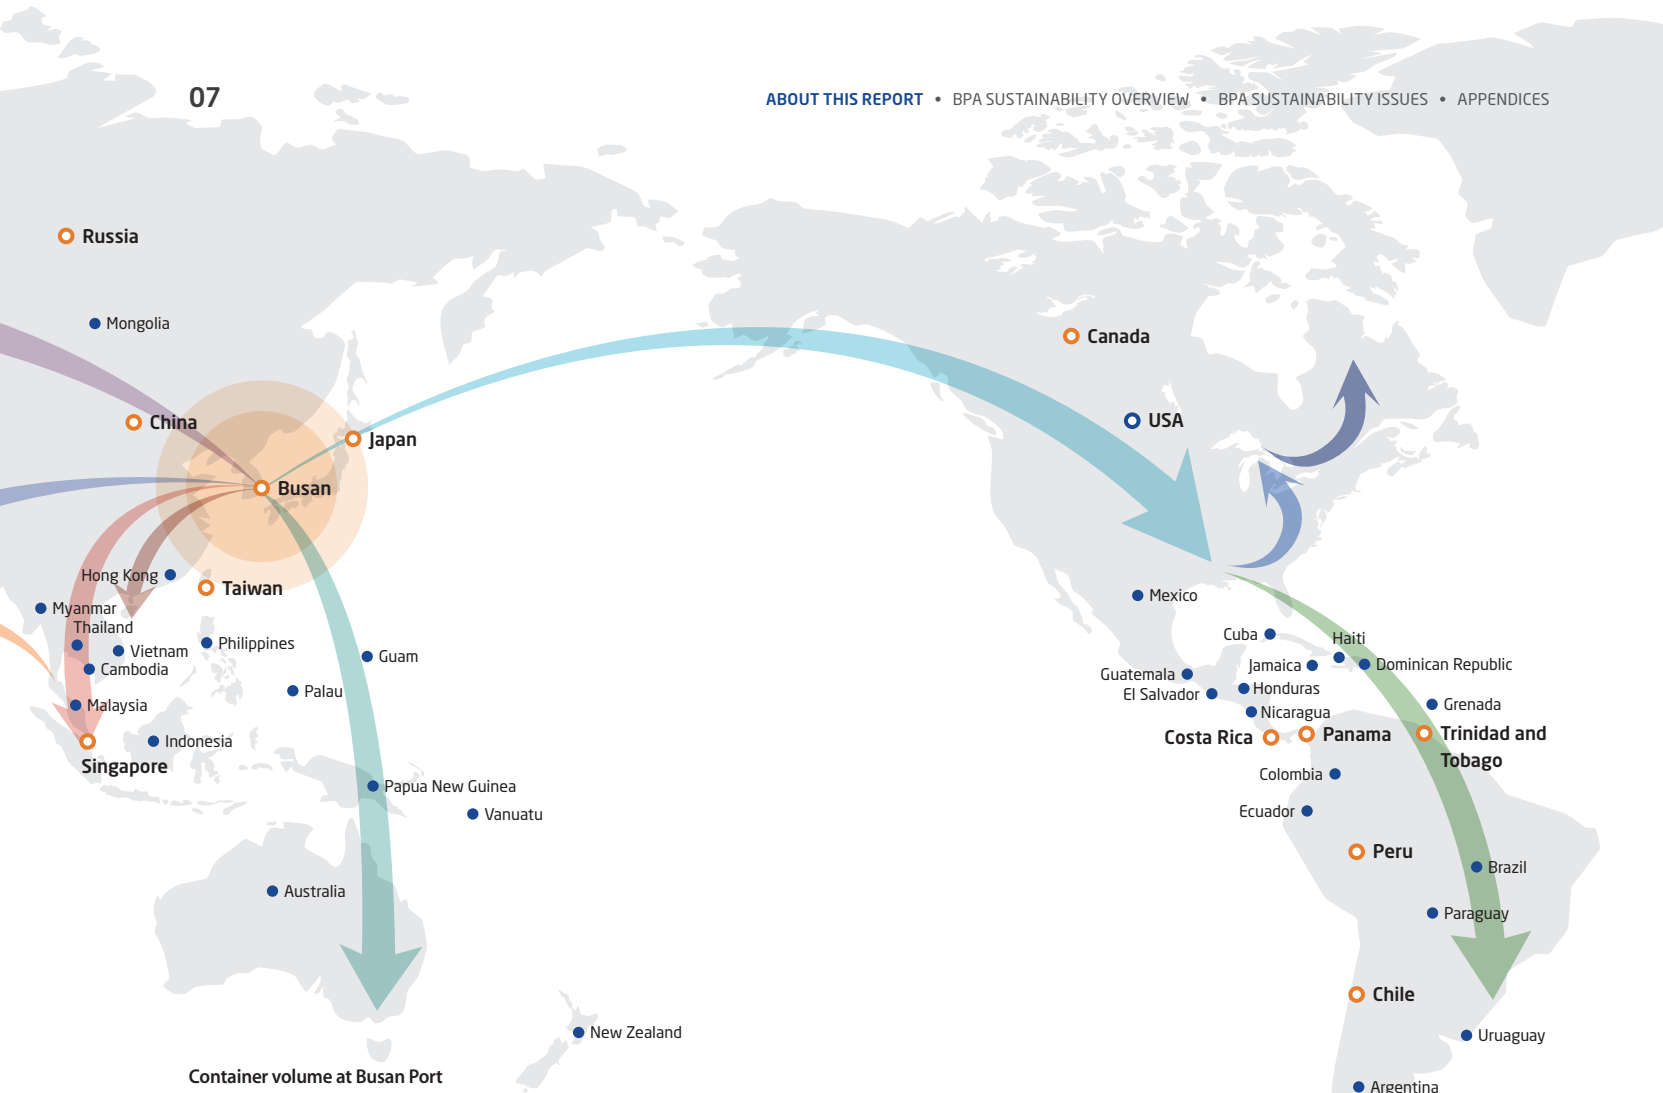 07
ABOUT THIS REPORT • BPA SUSTAINABILITY OVERVIEW • BPA SUSTAINABILITY ISSUES • APPENDICES
Russia
Mongolia
Canada
China
USA
Japan
Busan
Hong Kong
Taiwan
Mexico
Myanmar
Thailand
Cuba
Haiti
Philippines
Vietnam
Guam
Jamaica
Dominican Republic
Cambodia
Guatemala
Palau
El Salvador
Honduras
Malaysia
Grenada
Nicaragua
Indonesia
Costa Rica
Panama
Trinidad and
Tobago
Singapore
Colombia
Papua New Guinea
Vanuatu
Ecuador
Peru
Brazil
Australia
Paraguay
Chile
New Zealand
Uruaguay
Container volume at Busan Port
Argentina